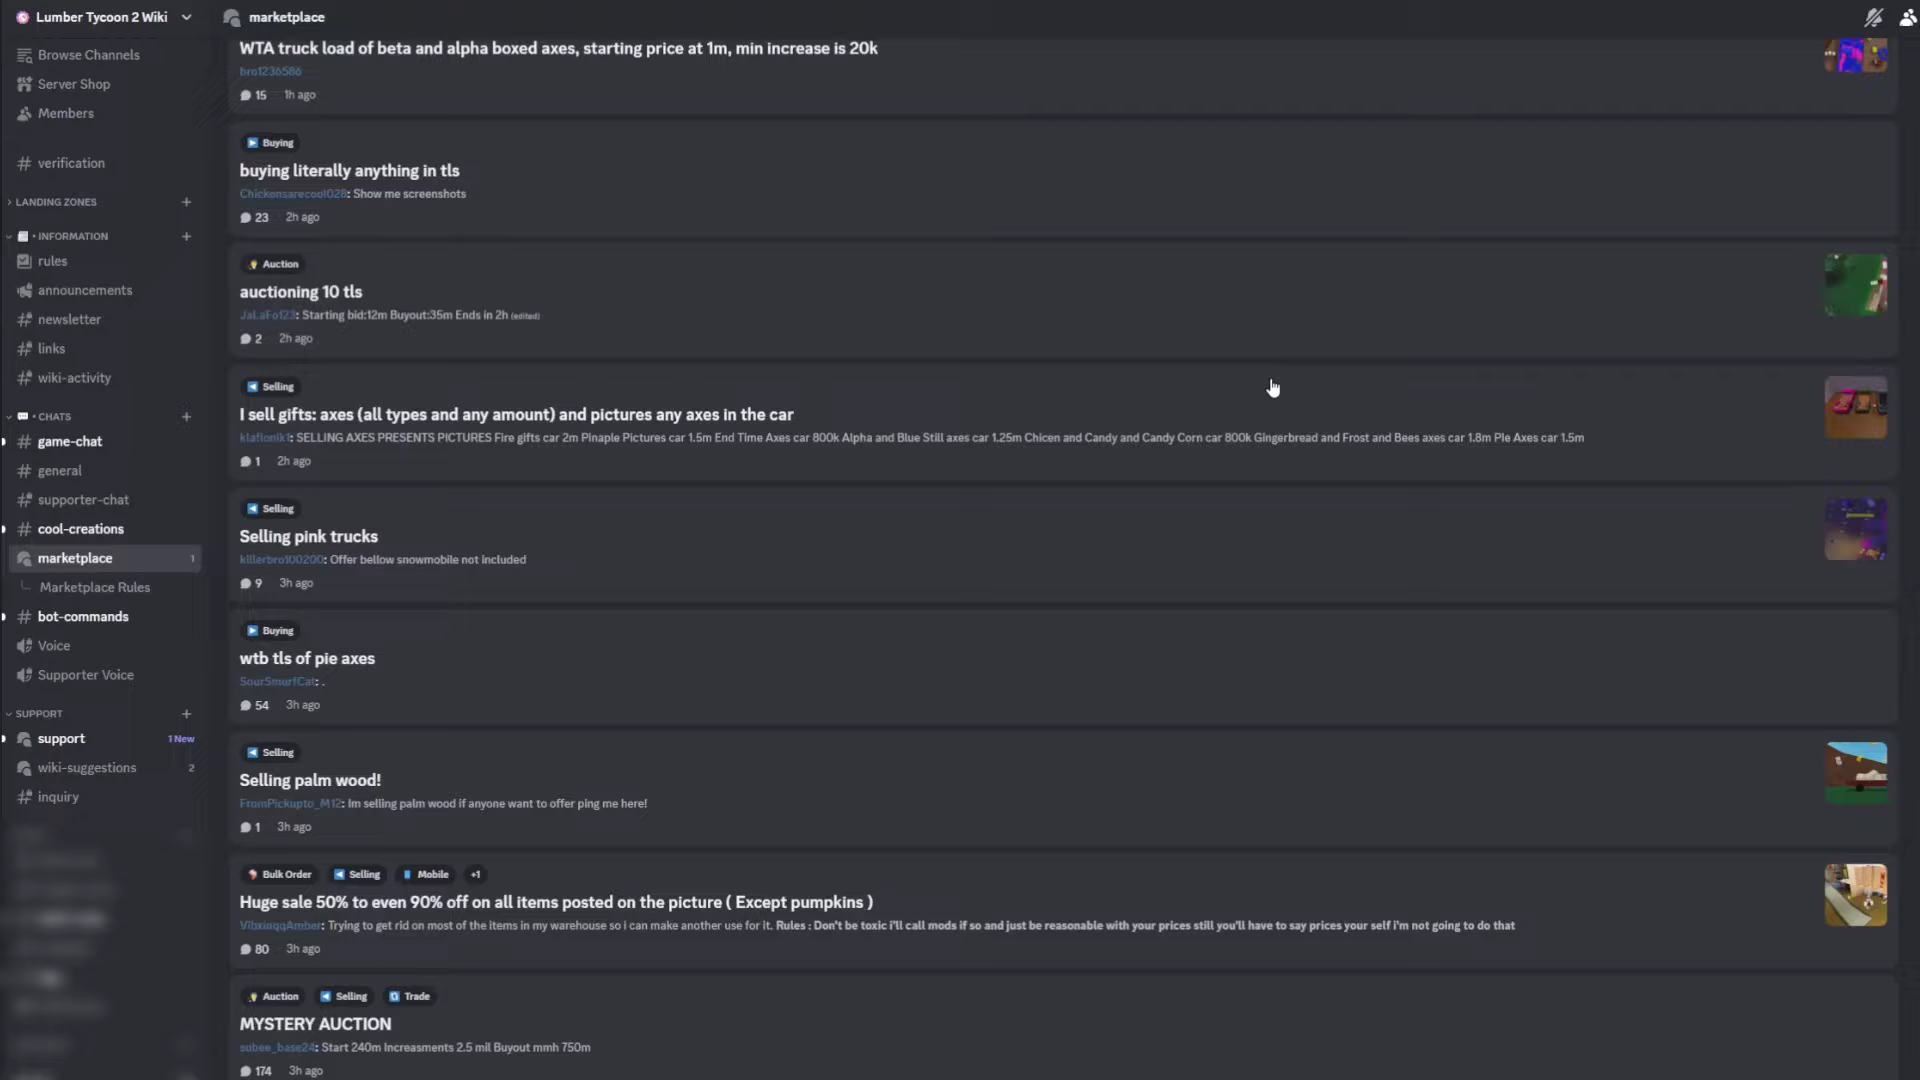 Lumber Tycoon 2 Wiki
Browse Channels
Server Shop
Members
verification
LANDING ZONES
• INFORMATION
rules
announcements
newsletter
links
wiki-activity
• CHATS
game-chat
general
supporter-chat
cool-creations
marketplace 1
Marketplace Rules
bot-commands
Voice
Supporter Voice
SUPPORT
support 1 New
wiki-suggestions 2
inquiry
marketplace
WTA truck load of beta and alpha boxed axes, starting price at 1m, min increase is 20k
bro1236586
15 1h ago
Buying
buying literally anything in tls
Chickensarecool028: Show me screenshots
23 2h ago
Auction
auctioning 10 tls
JaLaFo123: Starting bid:12m Buyout:35m Ends in 2h (edited)
2 2h ago
Selling
I sell gifts: axes (all types and any amount) and pictures any axes in the car
klafionik1: SELLING AXES PRESENTS PICTURES Fire gifts car 2m Pinaple Pictures car 1.5m End Time Axes car 800k Alpha and Blue Still axes car 1.25m Chicen and Candy and Candy Corn car 800k Gingerbread and Frost and Bees axes car 1.8m Ple Axes car 1.5m
1 2h ago
Selling
Selling pink trucks
killerbro100200: Offer bellow snowmobile not included
9 3h ago
Buying
wtb tls of pie axes
SourSmurfCat: .
54 3h ago
Selling
Selling palm wood!
FromPickupto_M12: Im selling palm wood if anyone want to offer ping me here!
1 3h ago
Bulk Order Selling Mobile +1
Huge sale 50% to even 90% off on all items posted on the picture ( Except pumpkins )
VibxingqAmber: Trying to get rid on most of the items in my warehouse so i can make another use for it. Rules : Don't be toxic i'll call mods if so and just be reasonable with your prices still you'll have to say prices your self i'm not going to do that
80 3h ago
Auction Selling Trade
MYSTERY AUCTION
sobee_base24: Start 240m Increasments 2.5 mil Buyout mmh 750m
174 3h ago